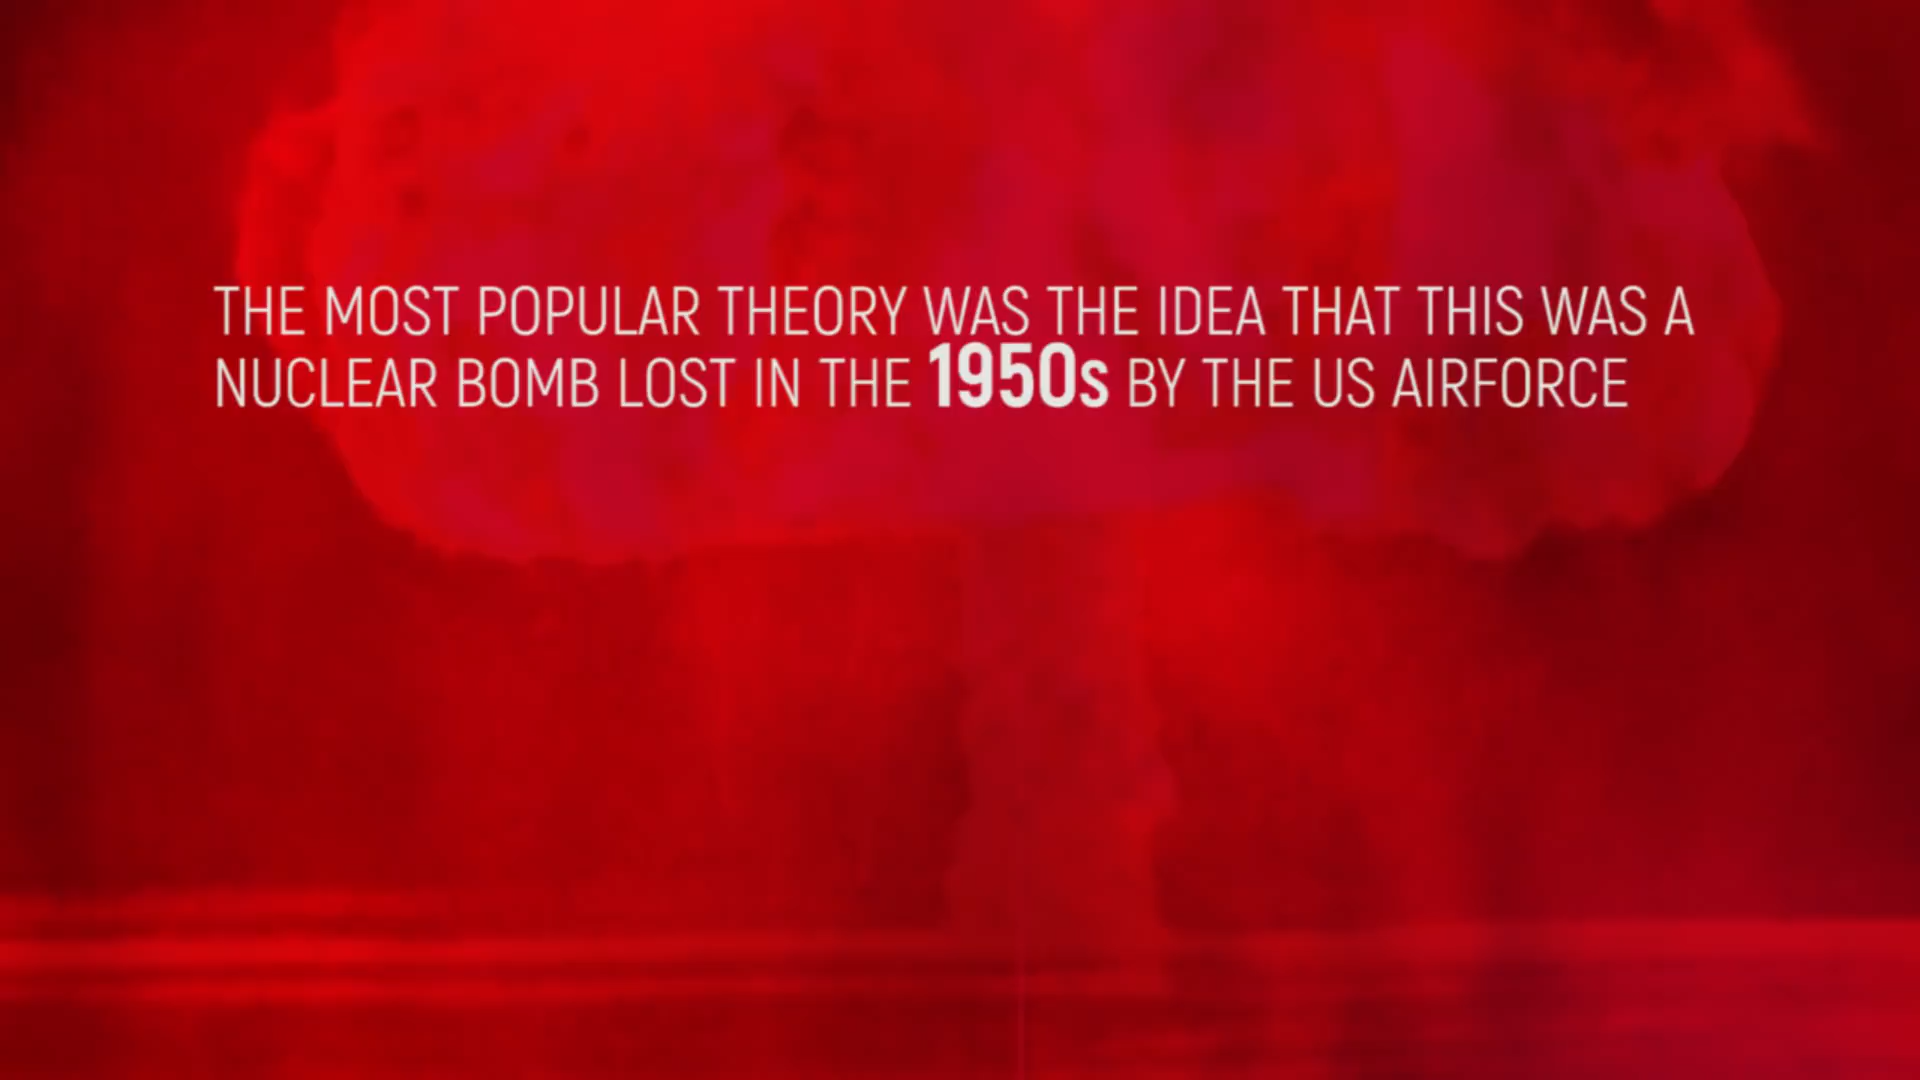 THE MOST POPULAR THEORY WAS THE IDEA THAT THIS WAS A
NUCLEAR BOMB LOST IN THE 1950s BY THE US AIRFORCE